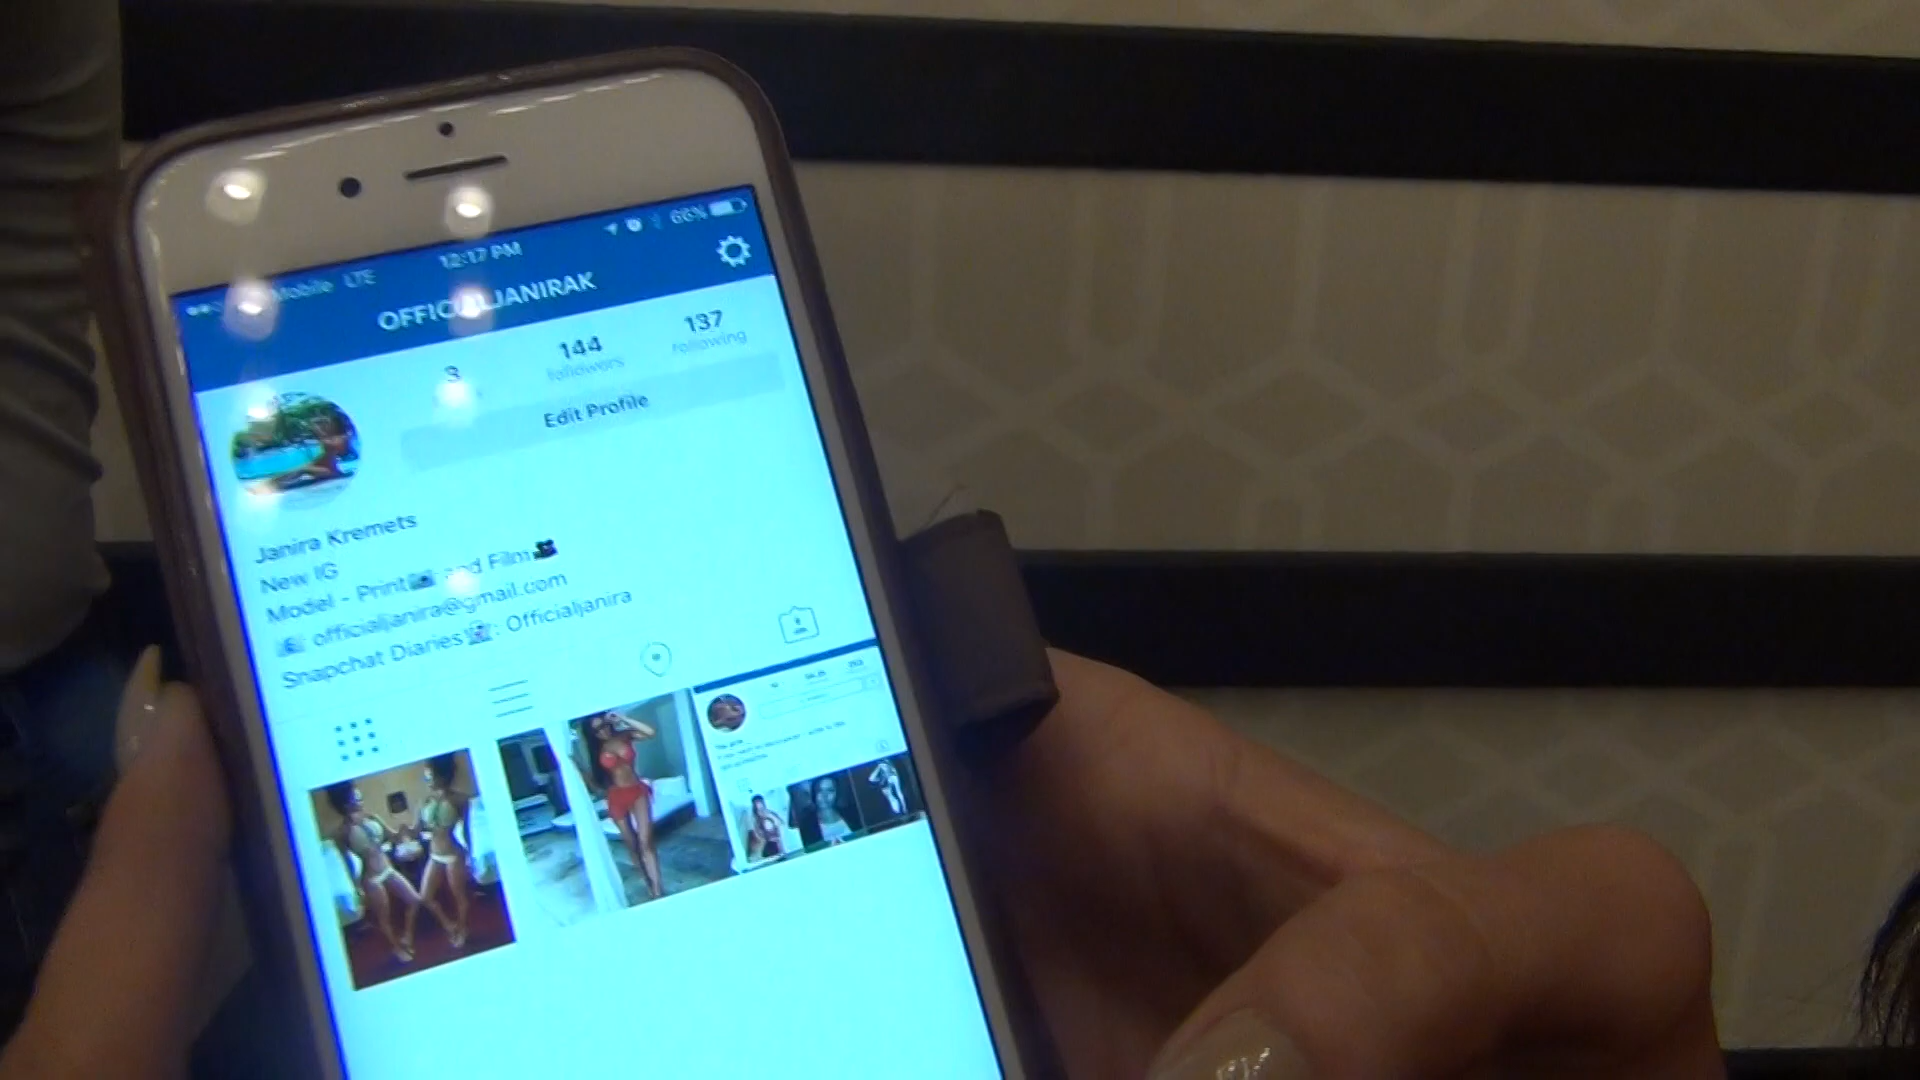 Mobile LTE 12:17 PM 66%
OFFICIALJANIRAK
3 144 137
followers following
Edit Profile
Janira Kremets
New IG
Model - Print and Film
officialjanira@gmail.com
Snapchat Diaries : Officialjanira